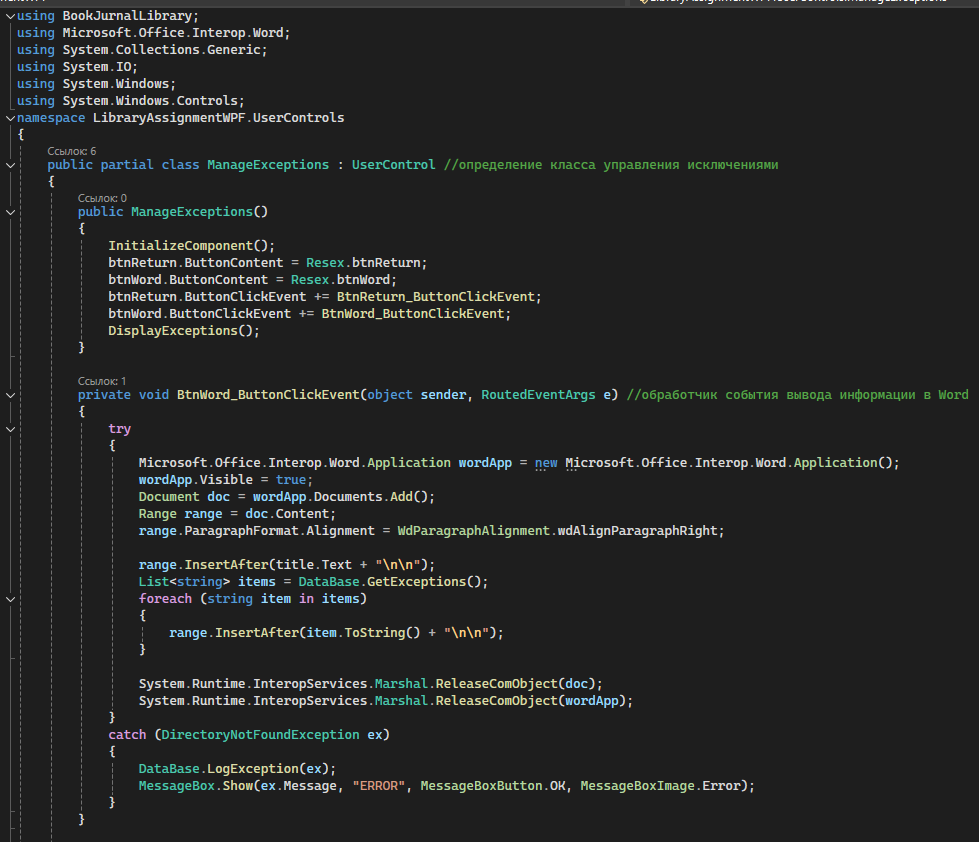 using BookJurnalLibrary;
using Microsoft.Office.Interop.Word;
using System.Collections.Generic;
using System.IO;
using System.Windows;
using System.Windows.Controls;
namespace LibraryAssignmentWPF.UserControls
{
Ссылок: 6
public partial class ManageExceptions : UserControl //определение класса управления исключениями
{
Ссылок: 0
public ManageExceptions()
{
InitializeComponent();
btnReturn.ButtonContent = Resex.btnReturn;
btnWord.ButtonContent = Resex.btnWord;
btnReturn.ButtonClickEvent += BtnReturn_ButtonClickEvent;
btnWord.ButtonClickEvent += BtnWord_ButtonClickEvent;
DisplayExceptions();
}
Ссылок: 1
private void BtnWord_ButtonClickEvent(object sender, RoutedEventArgs e) //обработчик события вывода информации в Word
{
try
{
Microsoft.Office.Interop.Word.Application wordApp = new Microsoft.Office.Interop.Word.Application();
wordApp.Visible = true;
Document doc = wordApp.Documents.Add();
Range range = doc.Content;
range.ParagraphFormat.Alignment = WdParagraphAlignment.wdAlignParagraphRight;
range.InsertAfter(title.Text + "\n\n");
List<string> items = DataBase.GetExceptions();
foreach (string item in items)
{
range.InsertAfter(item.ToString() + "\n\n");
}
System.Runtime.InteropServices.Marshal.ReleaseComObject(doc);
System.Runtime.InteropServices.Marshal.ReleaseComObject(wordApp);
}
catch (DirectoryNotFoundException ex)
{
DataBase.LogException(ex);
MessageBox.Show(ex.Message, "ERROR", MessageBoxButton.OK, MessageBoxImage.Error);
}
}